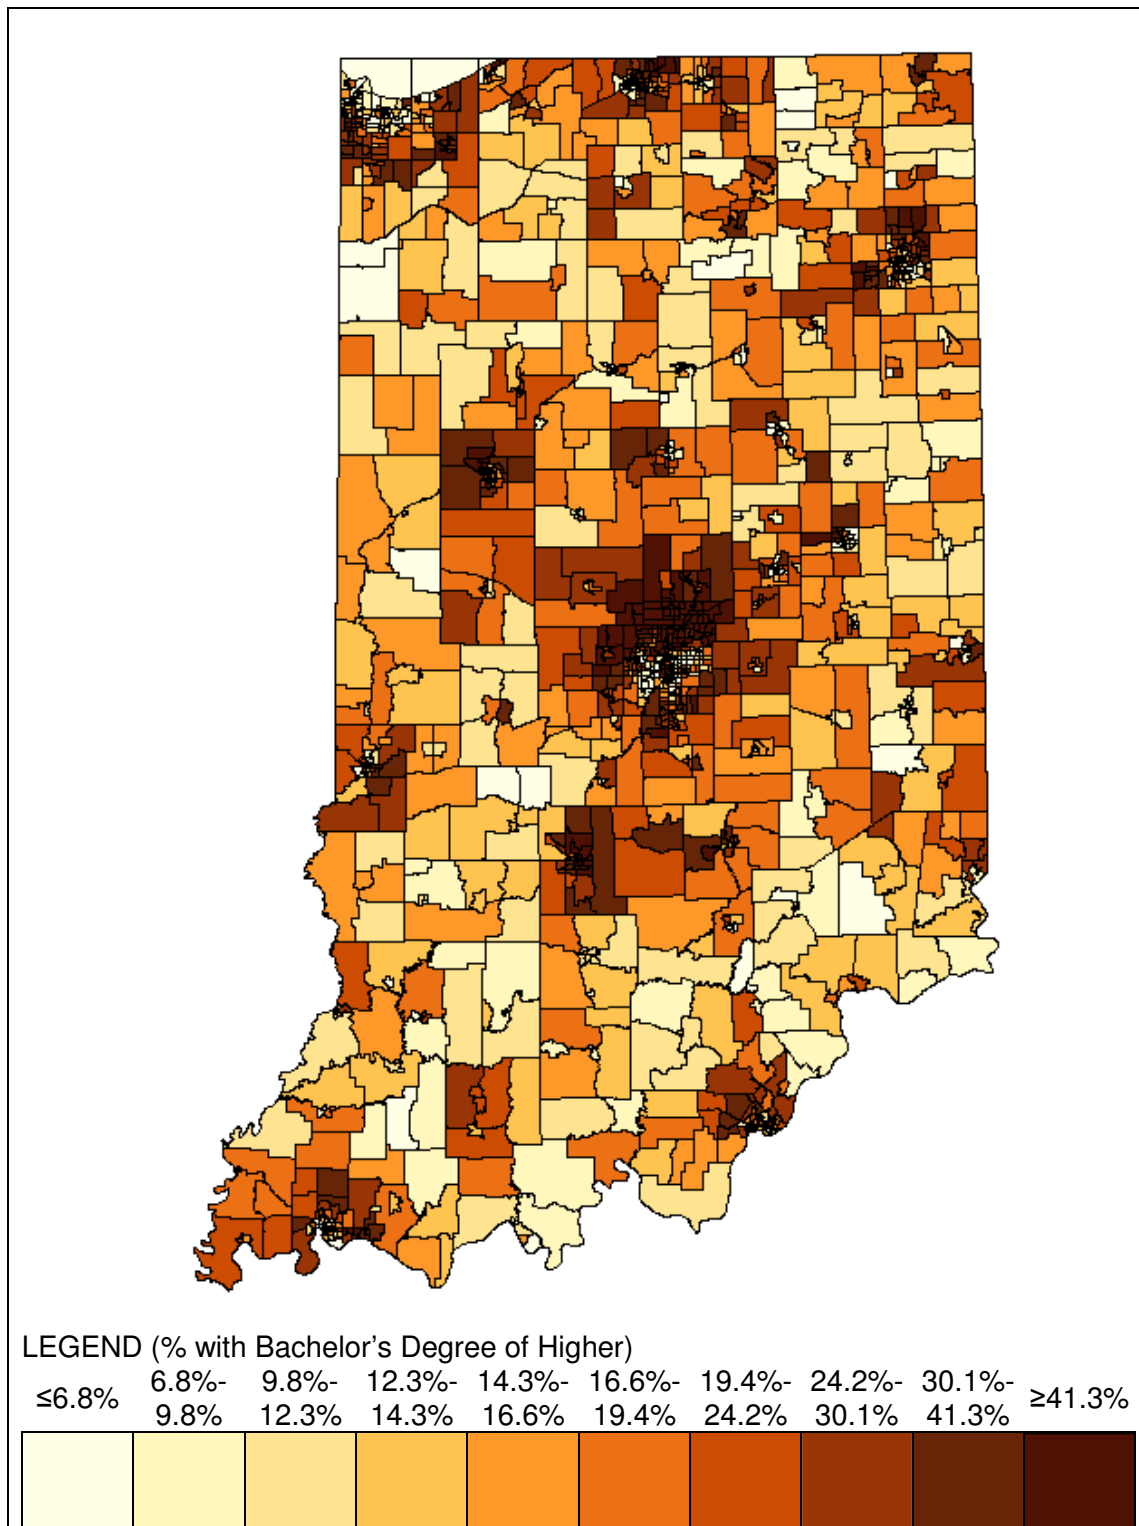 LEGEND (% with Bachelor's Degree of Higher)
≤6.8% 6.8%- 9.8%- 12.3%- 14.3%- 16.6%- 19.4%- 24.2%- 30.1%- ≥41.3%
9.8% 12.3% 14.3% 16.6% 19.4% 24.2% 30.1% 41.3%